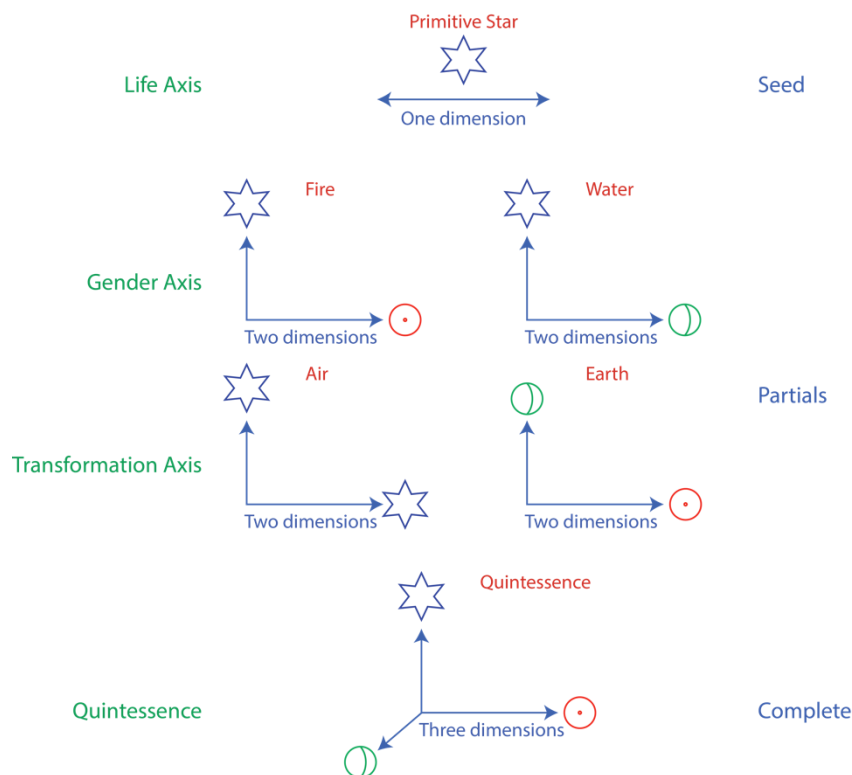 Primitive Star
Life Axis
Seed
One dimension
Fire
Water
Gender Axis
Two dimensions
Two dimensions
Air
Earth
Partials
Transformation Axis
Two dimensions
Two dimensions
Quintessence
Quintessence
Complete
Three dimensions